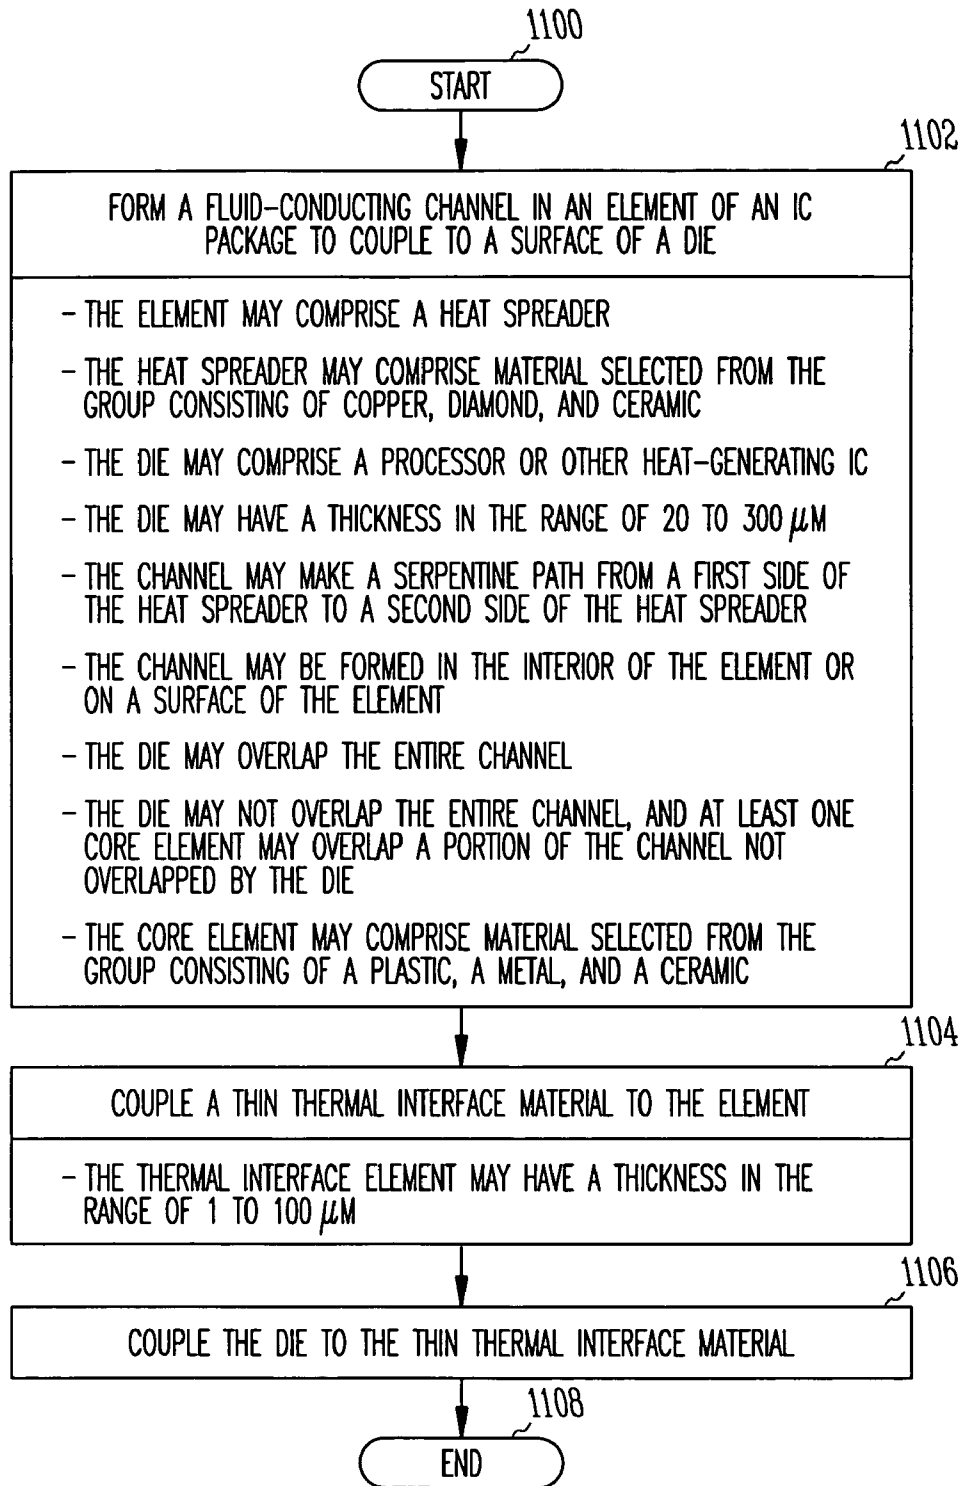 1100
START
1102
FORM A FLUID-CONDUCTING CHANNEL IN AN ELEMENT OF AN IC
PACKAGE TO COUPLE TO A SURFACE OF A DIE
- THE ELEMENT MAY COMPRISE A HEAT SPREADER
- THE HEAT SPREADER MAY COMPRISE MATERIAL SELECTED FROM THE
GROUP CONSISTING OF COPPER, DIAMOND, AND CERAMIC
- THE DIE MAY COMPRISE A PROCESSOR OR OTHER HEAT-GENERATING IC
- THE DIE MAY HAVE A THICKNESS IN THE RANGE OF 20 TO 300 μM
- THE CHANNEL MAY MAKE A SERPENTINE PATH FROM A FIRST SIDE OF
THE HEAT SPREADER TO A SECOND SIDE OF THE HEAT SPREADER
- THE CHANNEL MAY BE FORMED IN THE INTERIOR OF THE ELEMENT OR
ON A SURFACE OF THE ELEMENT
- THE DIE MAY OVERLAP THE ENTIRE CHANNEL
- THE DIE MAY NOT OVERLAP THE ENTIRE CHANNEL, AND AT LEAST ONE
CORE ELEMENT MAY OVERLAP A PORTION OF THE CHANNEL NOT
OVERLAPPED BY THE DIE
- THE CORE ELEMENT MAY COMPRISE MATERIAL SELECTED FROM THE
GROUP CONSISTING OF A PLASTIC, A METAL, AND A CERAMIC
1104
COUPLE A THIN THERMAL INTERFACE MATERIAL TO THE ELEMENT
- THE THERMAL INTERFACE ELEMENT MAY HAVE A THICKNESS IN THE
RANGE OF 1 TO 100 μM
1106
COUPLE THE DIE TO THE THIN THERMAL INTERFACE MATERIAL
1108
END